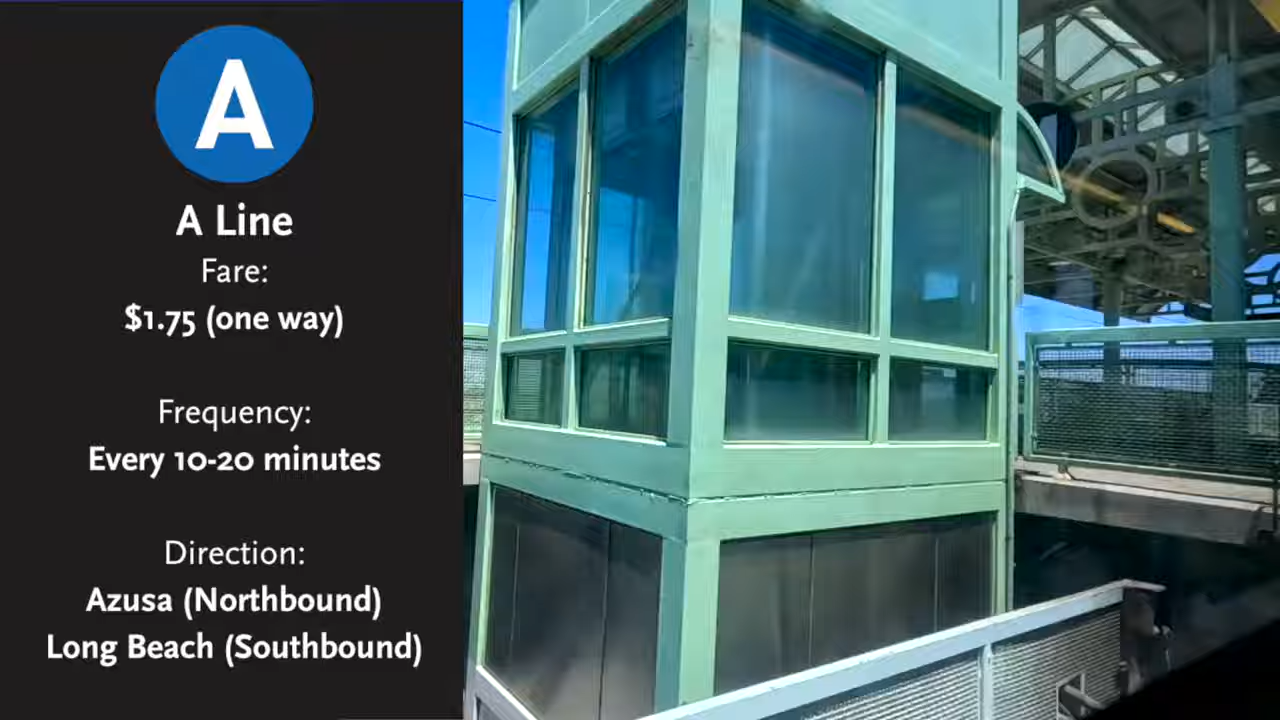 A
A Line
Fare:
$1.75 (one way)
Frequency:
Every 10-20 minutes
Direction:
Azusa (Northbound)
Long Beach (Southbound)